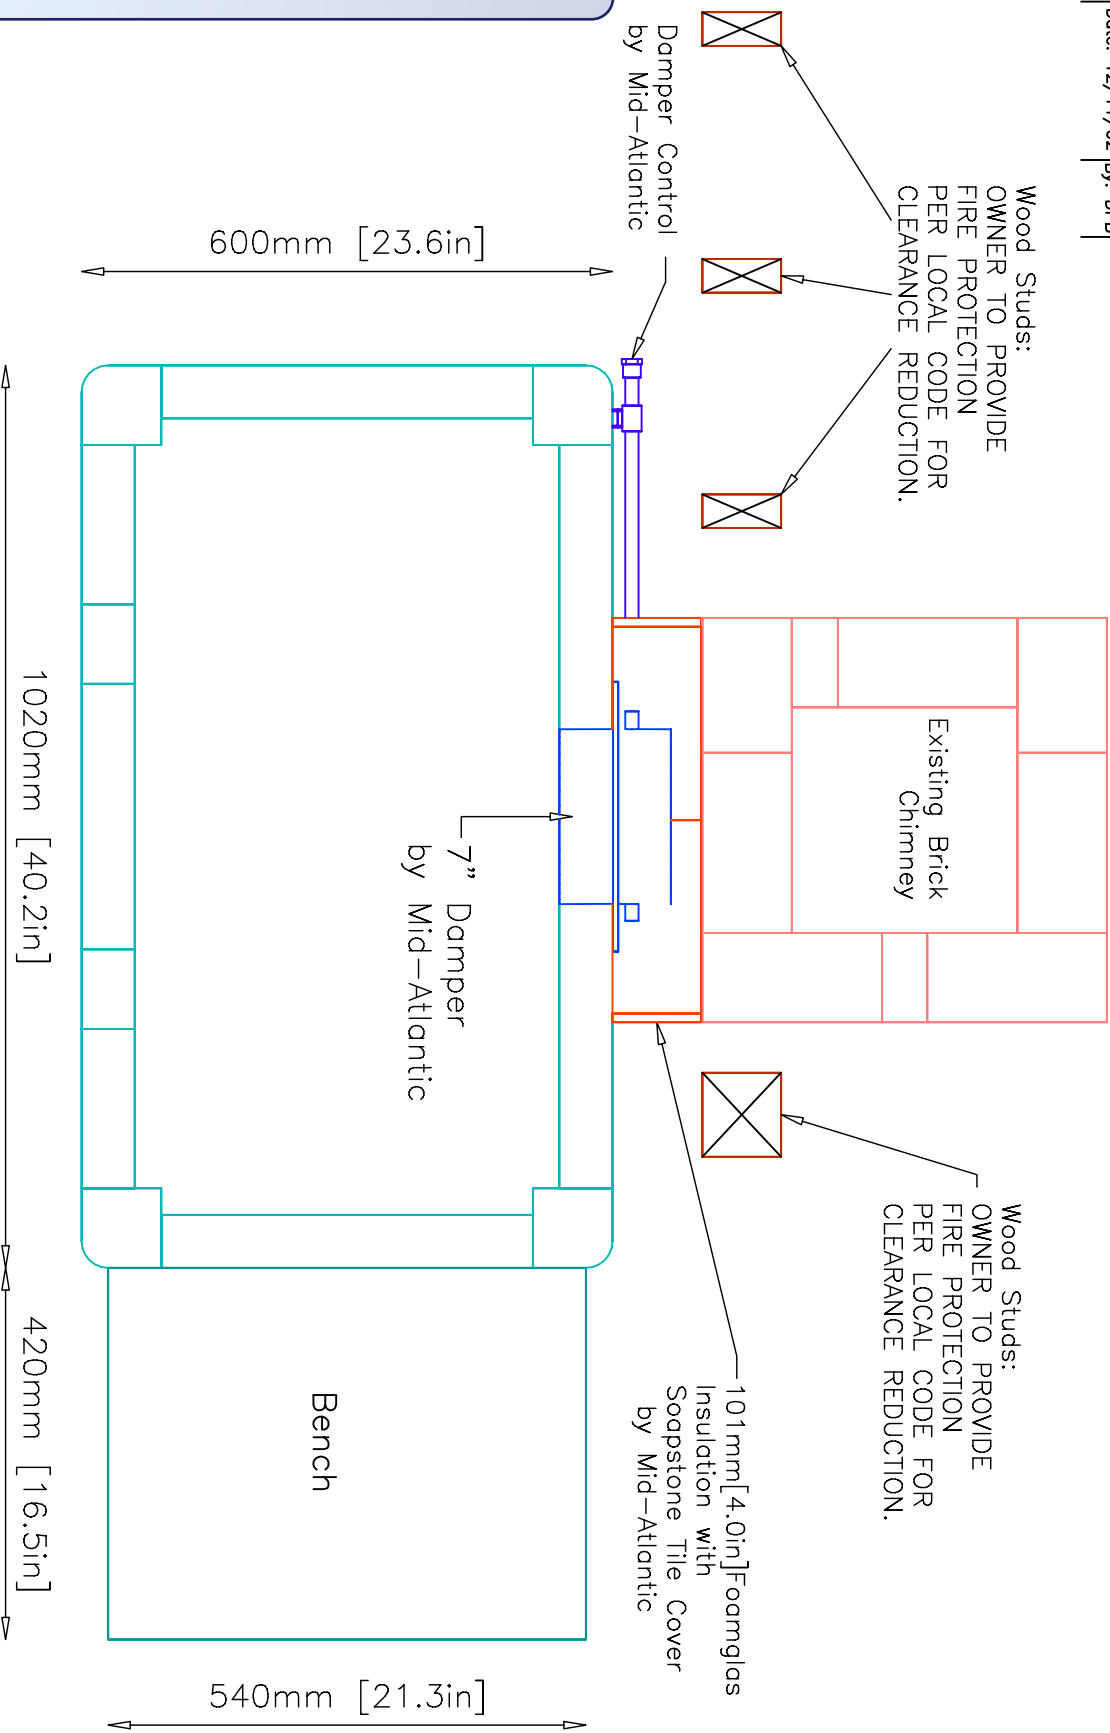 Wood Studs:
OWNER TO PROVIDE
FIRE PROTECTION
PER LOCAL CODE FOR
CLEARANCE REDUCTION.
Damper Control
by Mid-Atlantic
600mm [23.6in]
Existing Brick
Chimney
7" Damper
by Mid-Atlantic
1020mm [40.2in]
Wood Studs:
OWNER TO PROVIDE
FIRE PROTECTION
PER LOCAL CODE FOR
CLEARANCE REDUCTION.
101mm[4.0in]Foamglas
Insulation with
Soapstone Tile Cover
by Mid-Atlantic
Bench
420mm [16.5in]
540mm [21.3in]